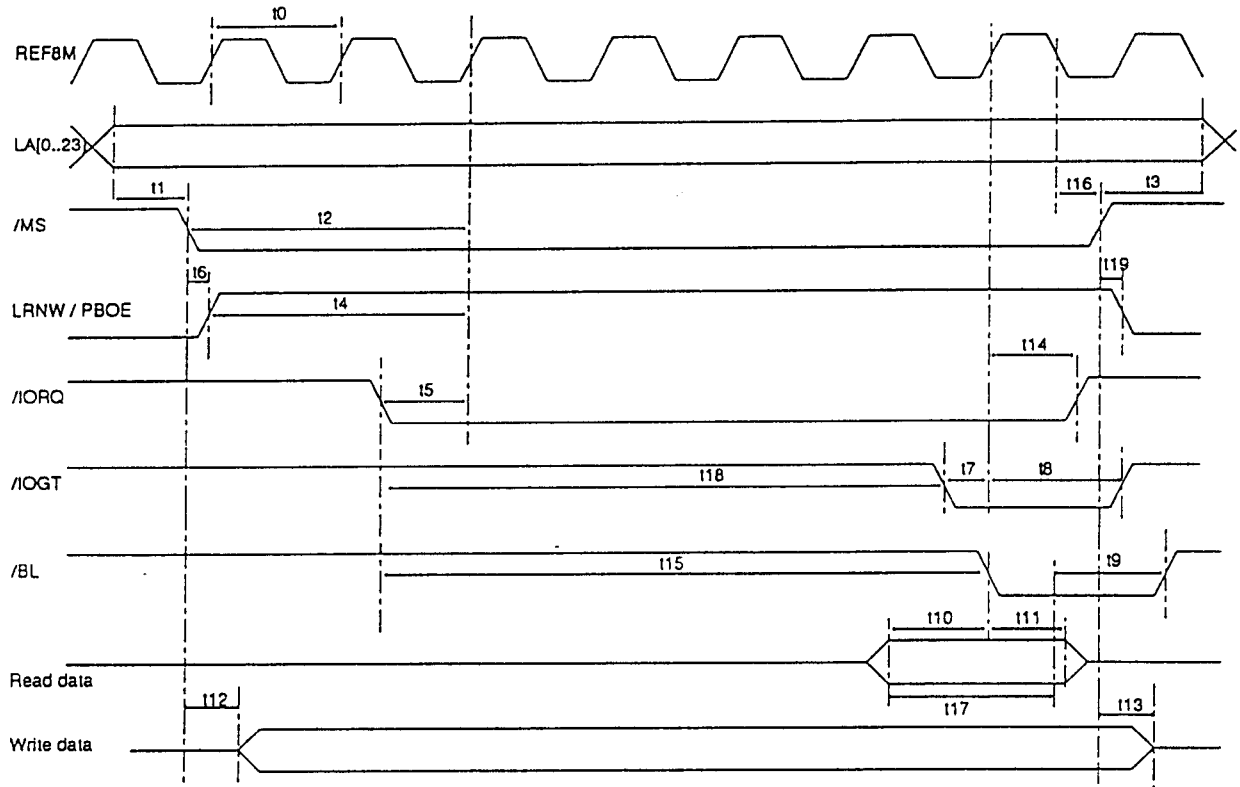 t0
REF8M
LA[0..23]
t1
t16
t3
/MS
t2
t6
t19
LRNW / PBOE
t4
t14
/IORQ
t5
/IOGT
t18
t7
t8
/BL
t15
t9
t10
t11
Read data
t17
t12
t13
Write data